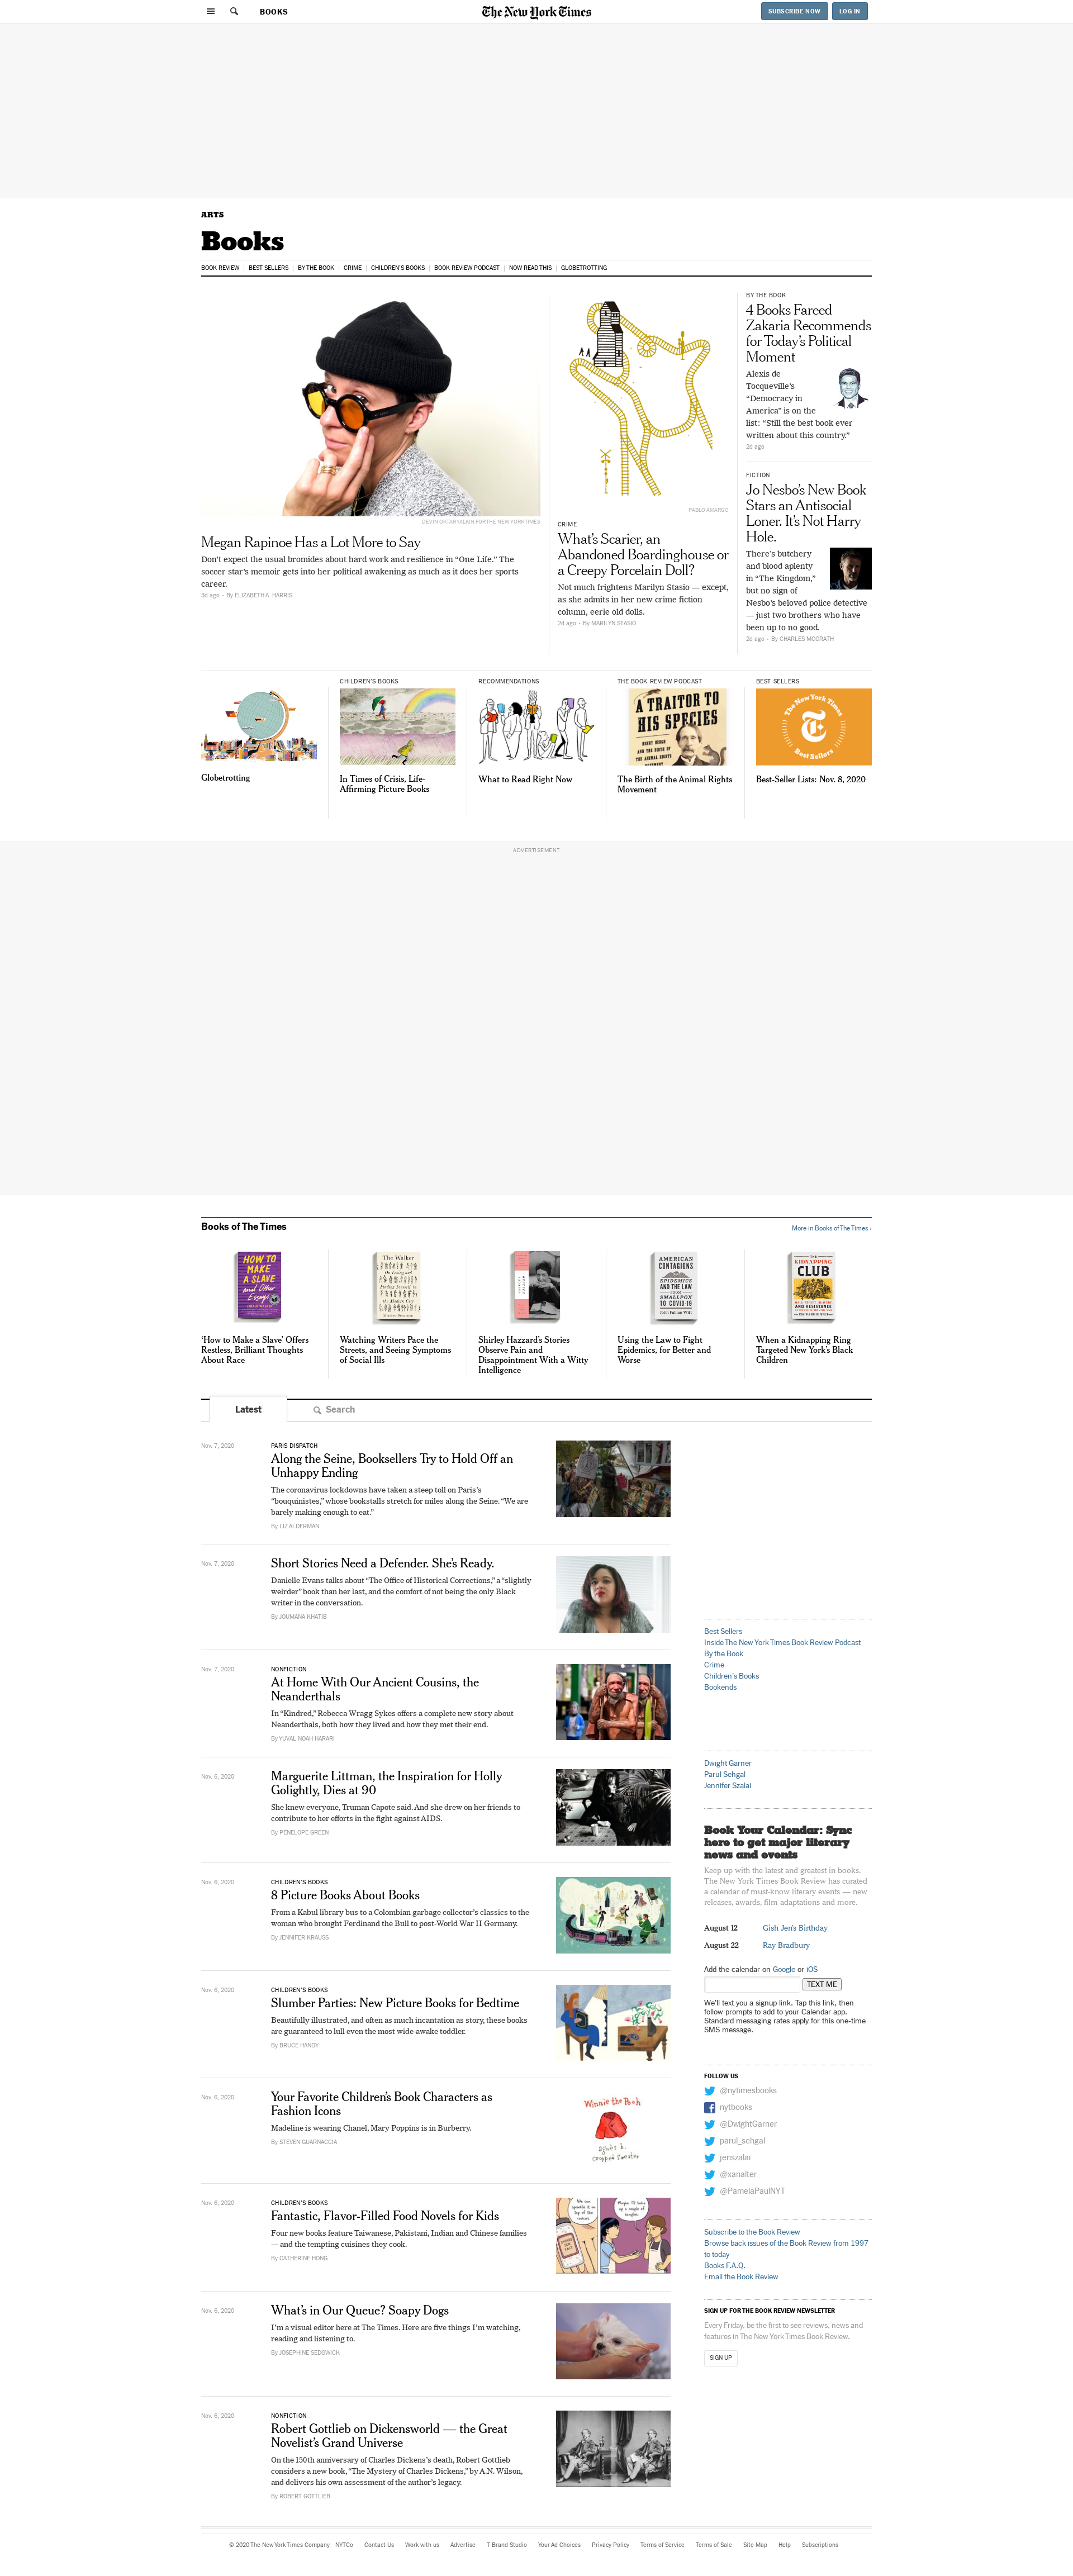 BOOKS
The New York Times
SUBSCRIBE NOW
LOG IN
ARTS
Books
BOOK REVIEW
BEST SELLERS
BY THE BOOK
CRIME
CHILDREN'S BOOKS
BOOK REVIEW PODCAST
NOW READ THIS
GLOBETROTTING
DEVIN OKTAR YALKIN FOR THE NEW YORK TIMES
Megan Rapinoe Has a Lot More to Say
Don't expect the usual bromides about hard work and resilience in “One Life.” The
soccer star's memoir gets into her political awakening as much as it does her sports
career.
3d ago - By ELIZABETH A. HARRIS
PABLO AMARGO
CRIME
What's Scarier, an
Abandoned Boardinghouse or
a Creepy Porcelain Doll?
Not much frightens Marilyn Stasio — except,
as she admits in her new crime fiction
column, eerie old dolls.
2d ago - By MARILYN STASIO
BY THE BOOK
4 Books Fareed
Zakaria Recommends
for Today's Political
Moment
Alexis de
Tocqueville's
“Democracy in
America” is on the
list: “Still the best book ever
written about this country.”
2d ago
FICTION
Jo Nesbo's New Book
Stars an Antisocial
Loner. It's Not Harry
Hole.
There's butchery
and blood aplenty
in “The Kingdom,”
but no sign of
Nesbo's beloved police detective
— just two brothers who have
been up to no good.
2d ago - By CHARLES MCGRATH
Globetrotting
CHILDREN'S BOOKS
In Times of Crisis, Life-
Affirming Picture Books
RECOMMENDATIONS
What to Read Right Now
THE BOOK REVIEW PODCAST
A TRAITOR TO
HIS SPECIES
The Birth of the Animal Rights
Movement
BEST SELLERS
The New York Times
Best Sellers
Best-Seller Lists: Nov. 8, 2020
ADVERTISEMENT
Books of The Times
More in Books of The Times ›
HOW TO
MAKE
A SLAVE
and Other
Essays
‘How to Make a Slave’ Offers
Restless, Brilliant Thoughts
About Race
The Walker
On Losing and
Finding Yourself in
the Modern City
Watching Writers Pace the
Streets, and Seeing Symptoms
of Social Ills
Shirley Hazzard's Stories
Observe Pain and
Disappointment With a Witty
Intelligence
AMERICAN
CONTAGIONS
EPIDEMICS
AND THE LAW
FROM
SMALLPOX
TO COVID-19
John Fabian Witt
Using the Law to Fight
Epidemics, for Better and
Worse
THE
KIDNAPPING
CLUB
When a Kidnapping Ring
Targeted New York's Black
Children
Latest
Search
Nov. 7, 2020
PARIS DISPATCH
Along the Seine, Booksellers Try to Hold Off an
Unhappy Ending
The coronavirus lockdowns have taken a steep toll on Paris's
“bouquinistes,” whose bookstalls stretch for miles along the Seine. “We are
barely making enough to eat.”
By LIZ ALDERMAN
Nov. 7, 2020
Short Stories Need a Defender. She's Ready.
Danielle Evans talks about “The Office of Historical Corrections,” a “slightly
weirder” book than her last, and the comfort of not being the only Black
writer in the conversation.
By JOUMANA KHATIB
Nov. 7, 2020
NONFICTION
At Home With Our Ancient Cousins, the
Neanderthals
In “Kindred,” Rebecca Wragg Sykes offers a complete new story about
Neanderthals, both how they lived and how they met their end.
By YUVAL NOAH HARARI
Nov. 6, 2020
Marguerite Littman, the Inspiration for Holly
Golightly, Dies at 90
She knew everyone, Truman Capote said. And she drew on her friends to
contribute to her efforts in the fight against AIDS.
By PENELOPE GREEN
Nov. 6, 2020
CHILDREN'S BOOKS
8 Picture Books About Books
From a Kabul library bus to a Colombian garbage collector's classics to the
woman who brought Ferdinand the Bull to post-World War II Germany.
By JENNIFER KRAUSS
Nov. 6, 2020
CHILDREN'S BOOKS
Slumber Parties: New Picture Books for Bedtime
Beautifully illustrated, and often as much incantation as story, these books
are guaranteed to lull even the most wide-awake toddler.
By BRUCE HANDY
Nov. 6, 2020
Your Favorite Children's Book Characters as
Fashion Icons
Madeline is wearing Chanel, Mary Poppins is in Burberry.
By STEVEN GUARNACCIA
Winnie the Pooh
agnès b.
cropped sweater
Nov. 6, 2020
CHILDREN'S BOOKS
Fantastic, Flavor-Filled Food Novels for Kids
Four new books feature Taiwanese, Pakistani, Indian and Chinese families
— and the tempting cuisines they cook.
By CATHERINE HONG
Nov. 6, 2020
What's in Our Queue? Soapy Dogs
I'm a visual editor here at The Times. Here are five things I'm watching,
reading and listening to.
By JOSEPHINE SEDGWICK
Nov. 6, 2020
NONFICTION
Robert Gottlieb on Dickensworld — the Great
Novelist's Grand Universe
On the 150th anniversary of Charles Dickens's death, Robert Gottlieb
considers a new book, “The Mystery of Charles Dickens,” by A.N. Wilson,
and delivers his own assessment of the author's legacy.
By ROBERT GOTTLIEB
Best Sellers
Inside The New York Times Book Review Podcast
By the Book
Crime
Children's Books
Bookends
Dwight Garner
Parul Sehgal
Jennifer Szalai
Book Your Calendar: Sync
here to get major literary
news and events
Keep up with the latest and greatest in books.
The New York Times Book Review has curated
a calendar of must-know literary events — new
releases, awards, film adaptations and more.
August 12 Gish Jen's Birthday
August 22 Ray Bradbury
Add the calendar on Google or iOS
TEXT ME
We'll text you a signup link. Tap this link, then
follow prompts to add to your Calendar app.
Standard messaging rates apply for this one-time
SMS message.
FOLLOW US
@nytimesbooks
nytbooks
@DwightGarner
parul_sehgal
jenszalai
@xanalter
@PamelaPaulNYT
Subscribe to the Book Review
Browse back issues of the Book Review from 1997
to today
Books F.A.Q.
Email the Book Review
SIGN UP FOR THE BOOK REVIEW NEWSLETTER
Every Friday, be the first to see reviews, news and
features in The New York Times Book Review.
SIGN UP
© 2020 The New York Times Company
NYTCo
Contact Us
Work with us
Advertise
T Brand Studio
Your Ad Choices
Privacy Policy
Terms of Service
Terms of Sale
Site Map
Help
Subscriptions